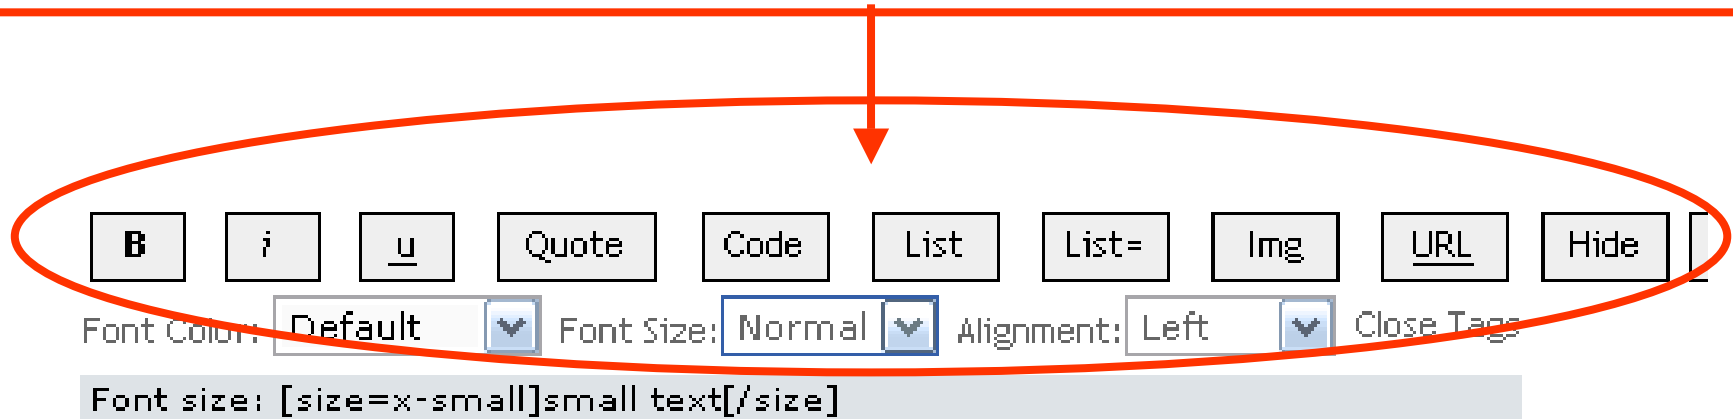 B i u Quote Code List List= Img URL Hide
Font Color: Default Font Size: Normal Alignment: Left Close Tags
Font size: [size=x-small]small text[/size]